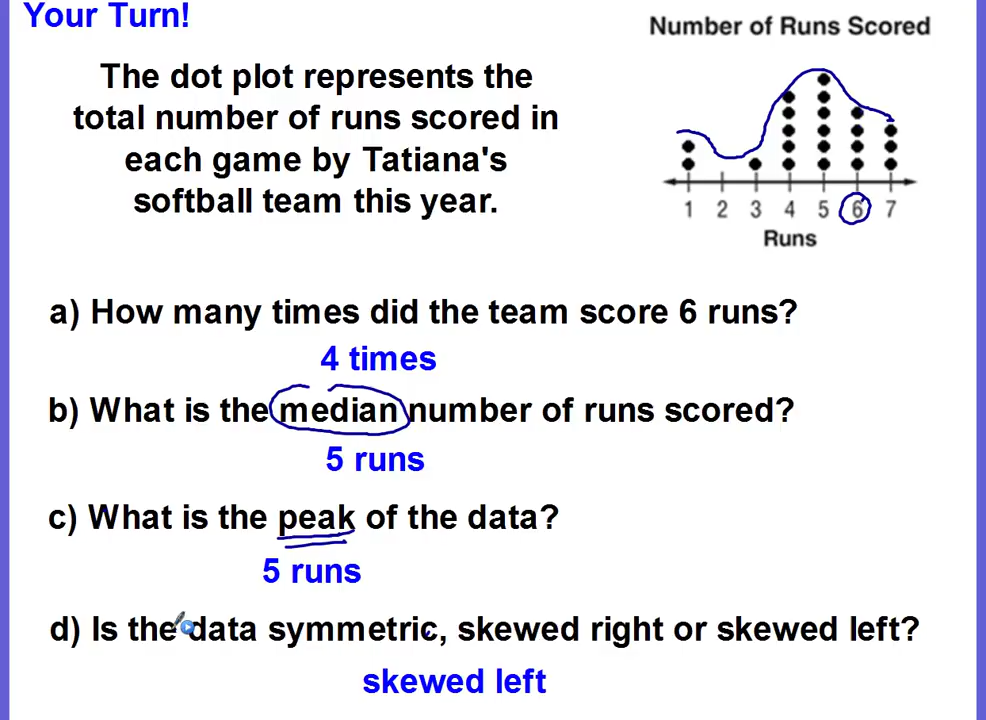 Your Turn!
Number of Runs Scored
The dot plot represents the
total number of runs scored in
each game by Tatiana's
softball team this year.
1 2 3 4 5 6 7
Runs
a) How many times did the team score 6 runs?
4 times
b) What is the median number of runs scored?
5 runs
c) What is the peak of the data?
5 runs
d) Is the data symmetric, skewed right or skewed left?
skewed left